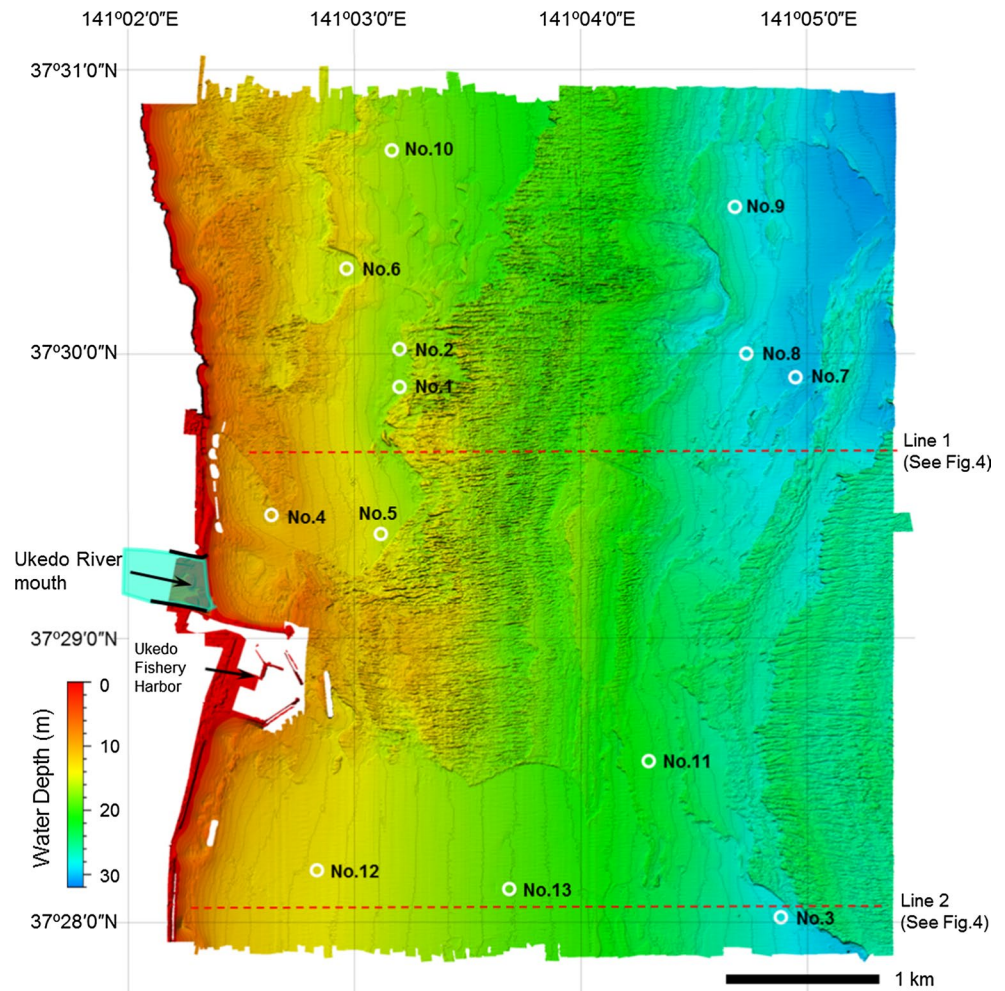 141º02′0″E 141º03′0″E 141º04′0″E 141º05′0″E
37º31′0″N
No.10
No.9
No.6
37º30′0″N
No.2
No.8
No.7
No.1
Line 1
(See Fig.4)
No.4
No.5
Ukedo River
mouth
37º29′0″N
Ukedo
Fishery
Harbor
Water Depth (m)
0
10
20
30
No.11
No.12
No.13
Line 2
(See Fig.4)
No.3
37º28′0″N
1 km